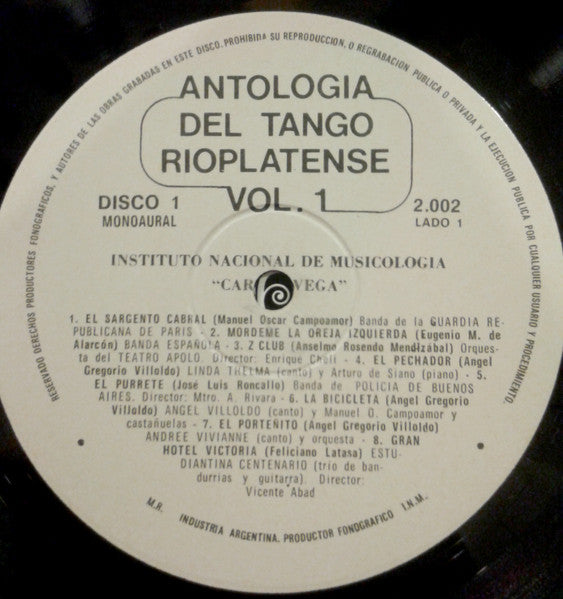 RESERVADO DERECHOS PRODUCTORES FONOGRAFICOS, Y AUTORES DE LAS OBRAS GRABADAS EN ESTE DISCO. PROHIBIDA SU REPRODUCCION, O REGRABACION PUBLICA O PRIVADA Y LA EJECUCION PUBLICA POR CUALQUIER USUARIO Y PROCEDIMIENTO.
ANTOLOGIA
DEL TANGO
RIOPLATENSE
VOL. 1
DISCO 1
MONOAURAL
2.002
LADO 1
INSTITUTO NACIONAL DE MUSICOLOGIA
"CAR VEGA"
1. EL SARGENTO CABRAL (Manuel Oscar Campoamor) Banda de la GUARDIA RE-
PUBLICANA DE PARIS - 2. MORDEME LA OREJA IZQUIERDA (Eugenio M. de
Alarcón) BANDA ESPAÑOLA - 3. Z CLUB (Anselmo Rosendo Mendizábal) Orques-
ta del TEATRO APOLO. Director: Enrique Cheli - 4. EL PECHADOR (Angel
Gregorio Villoldo) LINDA THELMA (canto) y Arturo de Siano (piano) - 5.
EL PURRETE (José Luis Roncallo) Banda de POLICIA DE BUENOS
AIRES. Director: Mtro. A. Rivara - 6. LA BICICLETA (Angel Gregorio
Villoldo) ANGEL VILLOLDO (canto) y Manuel O. Campoamor y
castañuelas - 7. EL PORTEÑITO (Angel Gregorio Villoldo)
ANDREE VIVIANNE (canto) y orquesta - 8. GRAN
HOTEL VICTORIA (Feliciano Latasa) ESTU-
DIANTINA CENTENARIO (trío de ban-
durrias y guitarra). Director:
Vicente Abad
M.R. INDUSTRIA ARGENTINA. PRODUCTOR FONOGRAFICO I.N.M.